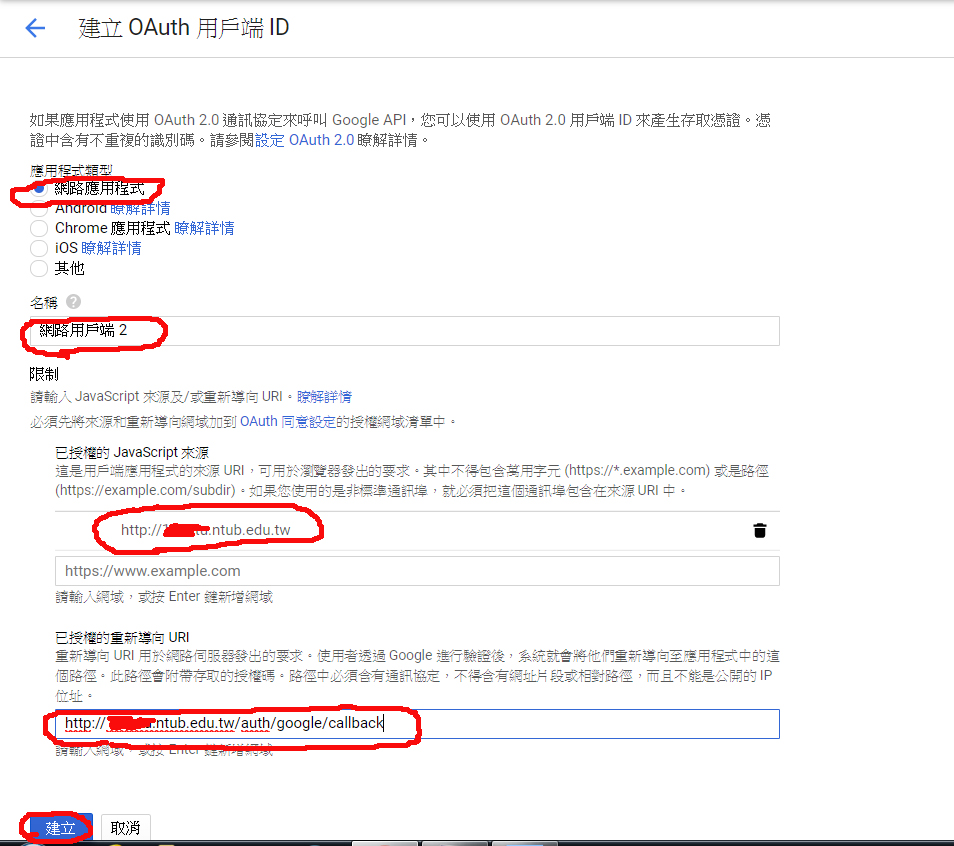 建立 OAuth 用戶端 ID
如果應用程式使用 OAuth 2.0 通訊協定來呼叫 Google API，您可以使用 OAuth 2.0 用戶端 ID 來產生存取憑證。憑
證中含有不重複的識別碼。請參閱設定 OAuth 2.0 瞭解詳情。
應用程式類型
網路應用程式
Android 瞭解詳情
Chrome 應用程式 瞭解詳情
iOS 瞭解詳情
其他
名稱
網路用戶端 2
限制
請輸入 JavaScript 來源及/或重新導向 URI。瞭解詳情
必須先將來源和重新導向網域加到 OAuth 同意設定的授權網域清單中。
已授權的 JavaScript 來源
這是用戶端應用程式的來源 URI，可用於瀏覽器發出的要求。其中不得包含萬用字元 (https://*.example.com) 或是路徑
(https://example.com/subdir)。如果您使用的是非標準通訊埠，就必須把這個通訊埠包含在來源 URI 中。
http:// .ntub.edu.tw
https://www.example.com
請輸入網域，或按 Enter 鍵新增網域
已授權的重新導向 URI
重新導向 URI 用於網路伺服器發出的要求。使用者透過 Google 進行驗證後，系統就會將他們重新導向至應用程式中的這
個路徑。此路徑會附帶存取的授權碼。路徑中必須含有通訊協定，不得含有網址片段或相對路徑，而且不能是公開的 IP
位址。
http:// .ntub.edu.tw/auth/google/callback
請輸入網域，或按 Enter 鍵新增網域
建立 取消